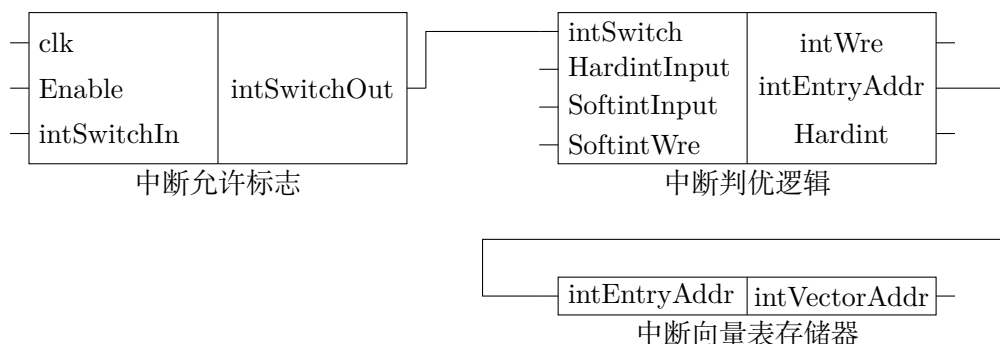 clk
Enable
intSwitchIn
intSwitchOut
中断允许标志
intSwitch
HardintInput
SoftintInput
SoftintWre
intWre
intEntryAddr
Hardint
中断判优逻辑
intEntryAddr
intVectorAddr
中断向量表存储器